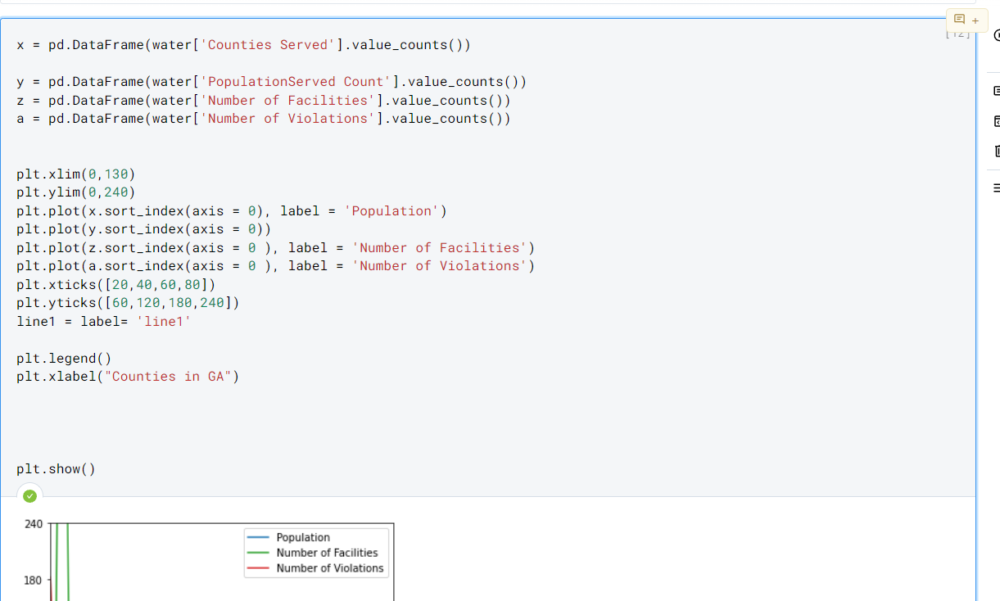 [12]
x = pd.DataFrame(water['Counties Served'].value_counts())
y = pd.DataFrame(water['PopulationServed Count'].value_counts())
z = pd.DataFrame(water['Number of Facilities'].value_counts())
a = pd.DataFrame(water['Number of Violations'].value_counts())
plt.xlim(0,130)
plt.ylim(0,240)
plt.plot(x.sort_index(axis = 0), label = 'Population')
plt.plot(y.sort_index(axis = 0))
plt.plot(z.sort_index(axis = 0 ), label = 'Number of Facilities')
plt.plot(a.sort_index(axis = 0 ), label = 'Number of Violations')
plt.xticks([20,40,60,80])
plt.yticks([60,120,180,240])
line1 = label= 'line1'
plt.legend()
plt.xlabel("Counties in GA")
plt.show()
240
Population
Number of Facilities
Number of Violations
180